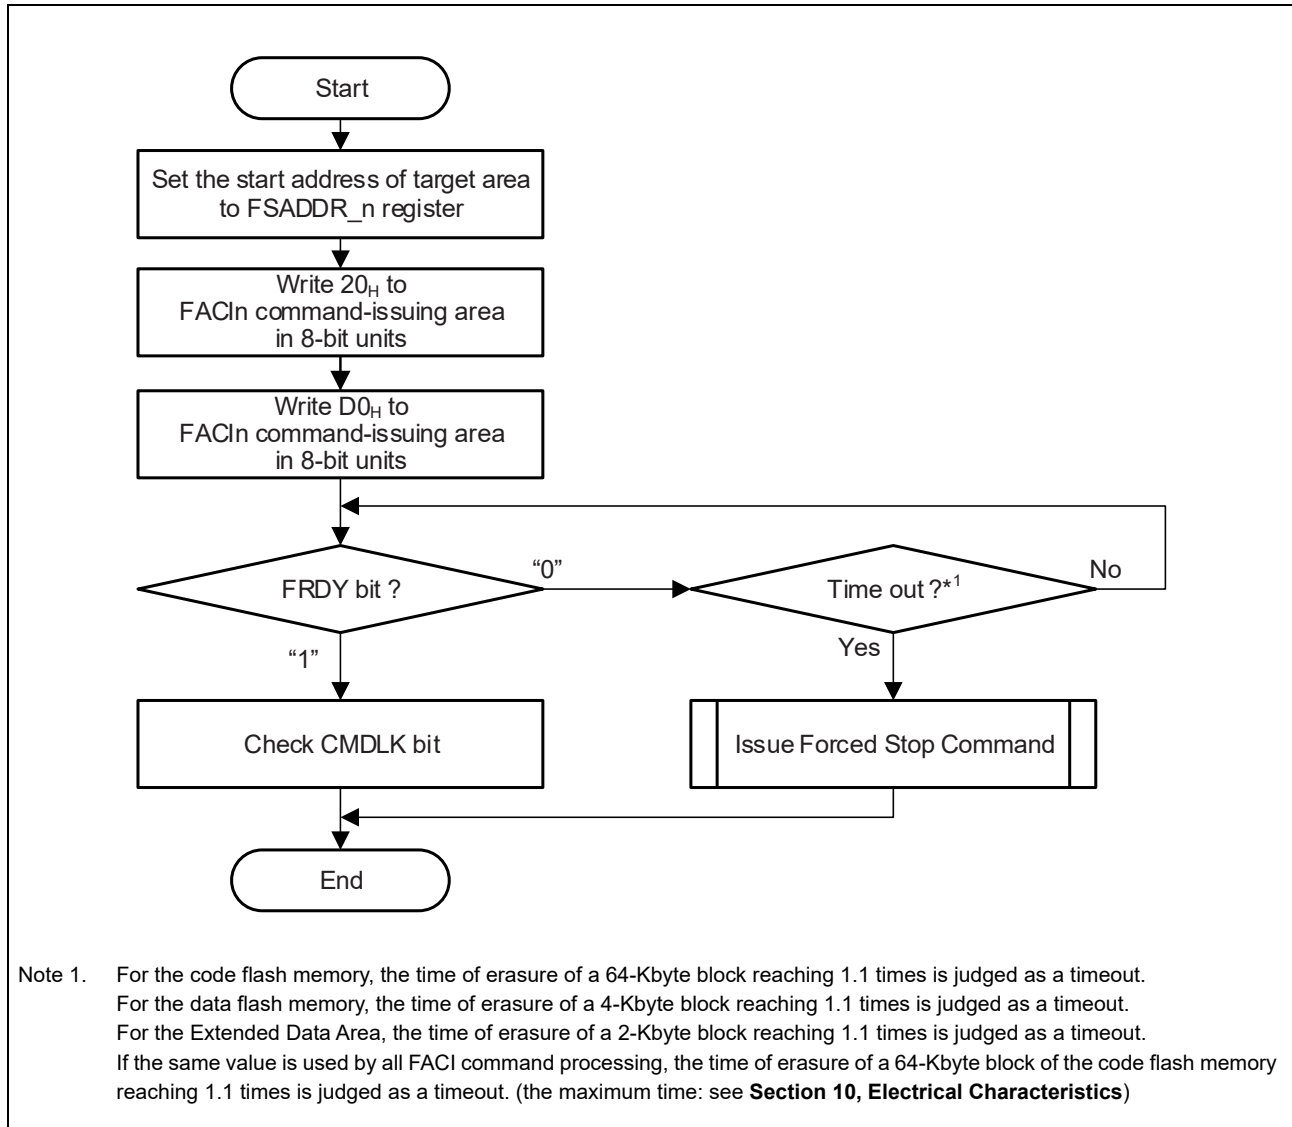 Start
Set the start address of target area
to FSADDR_n register
Write 20H to
FACIn command-issuing area
in 8-bit units
Write D0H to
FACIn command-issuing area
in 8-bit units
FRDY bit ?
“0”
Time out ?*1
No
“1”
Yes
Check CMDLK bit
Issue Forced Stop Command
End
Note 1. For the code flash memory, the time of erasure of a 64-Kbyte block reaching 1.1 times is judged as a timeout.
For the data flash memory, the time of erasure of a 4-Kbyte block reaching 1.1 times is judged as a timeout.
For the Extended Data Area, the time of erasure of a 2-Kbyte block reaching 1.1 times is judged as a timeout.
If the same value is used by all FACI command processing, the time of erasure of a 64-Kbyte block of the code flash memory
reaching 1.1 times is judged as a timeout. (the maximum time: see Section 10, Electrical Characteristics)